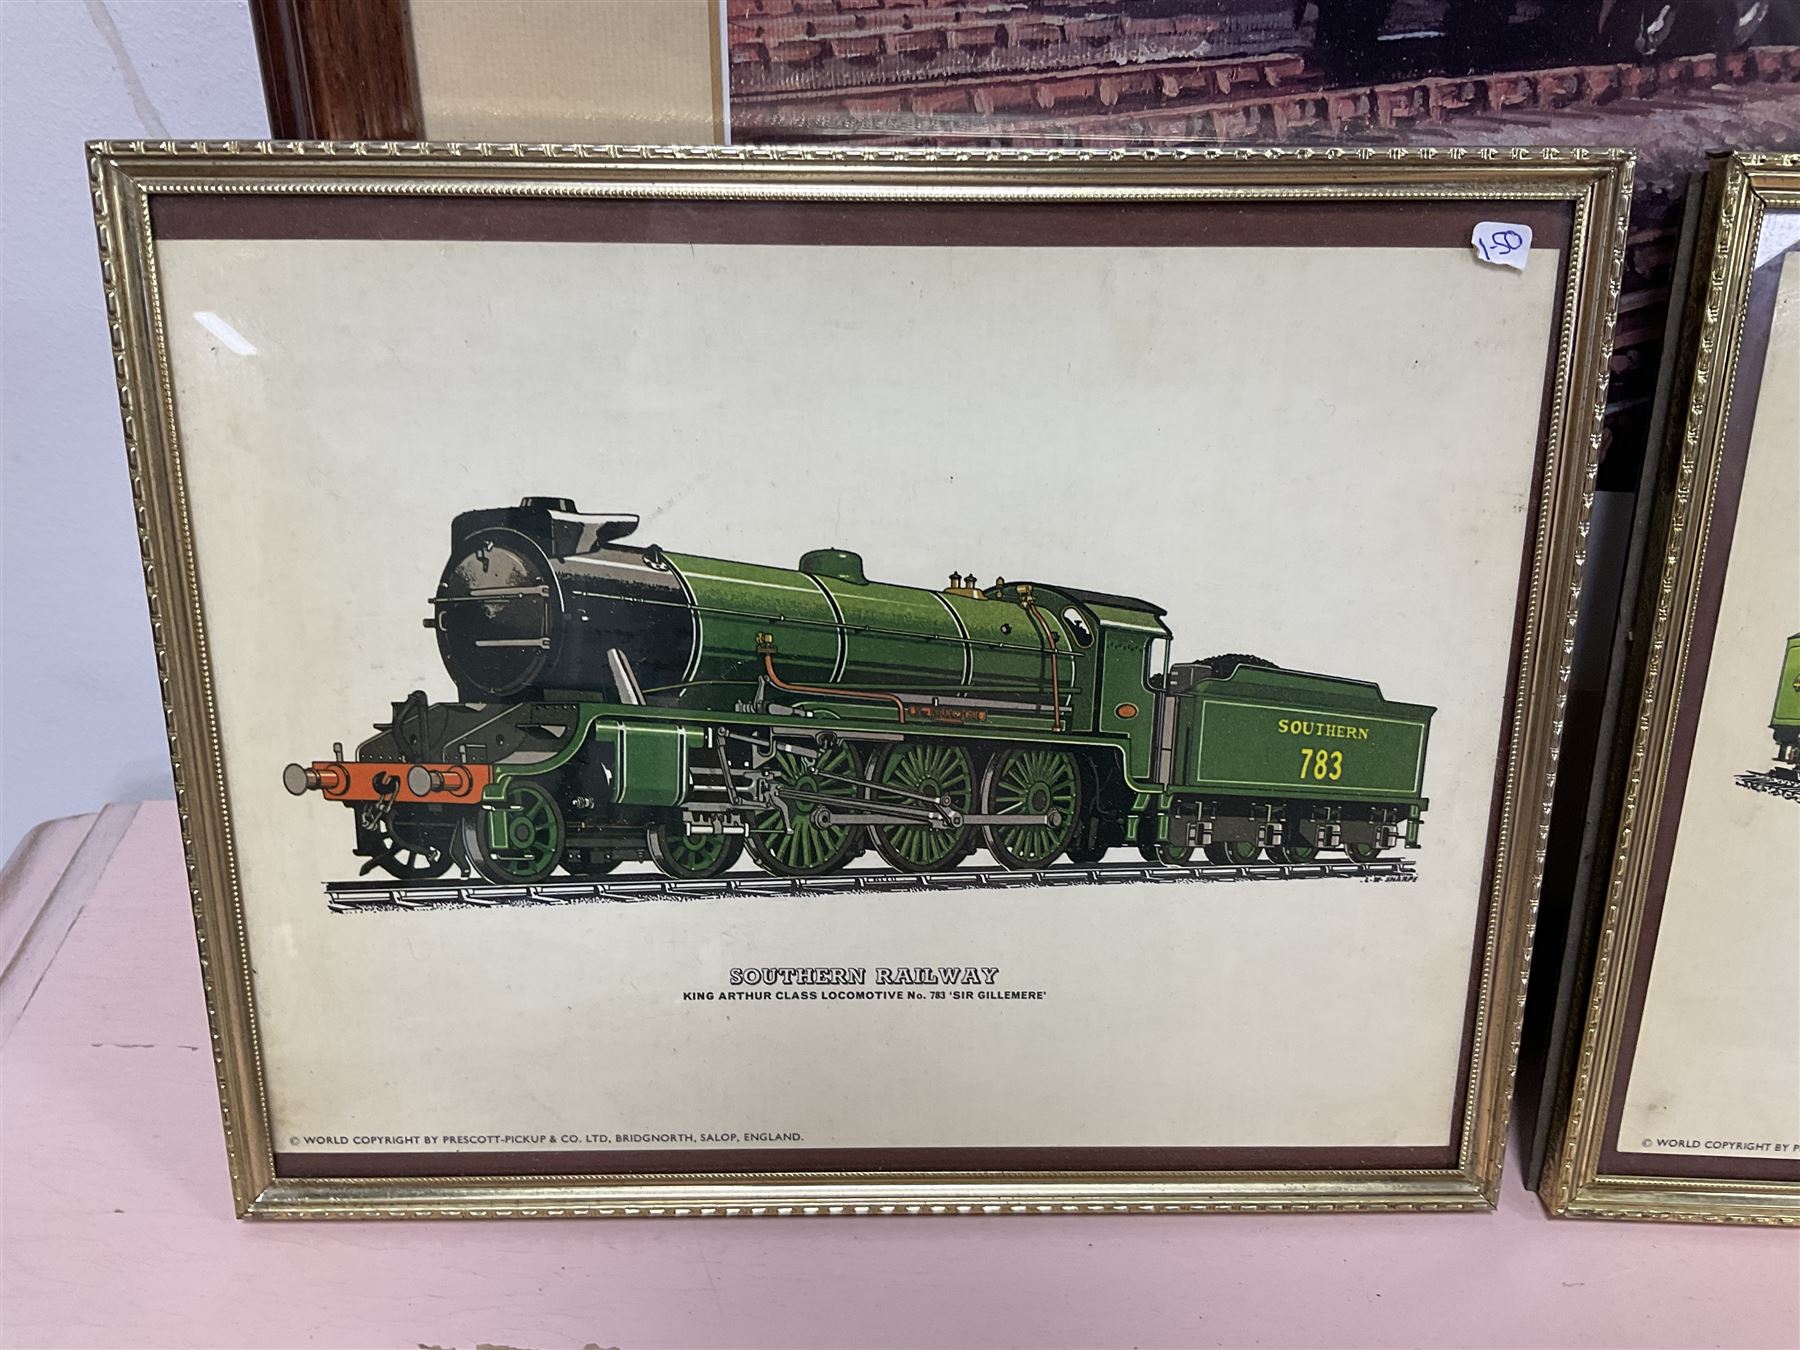 1-50
SOUTHERN
783
L.W. SHARPE
SOUTHERN RAILWAY
KING ARTHUR CLASS LOCOMOTIVE No. 783 'SIR GILLEMERE'
© WORLD COPYRIGHT BY PRESCOTT-PICKUP & CO. LTD, BRIDGNORTH, SALOP, ENGLAND.
© WORLD COPYRIGHT BY